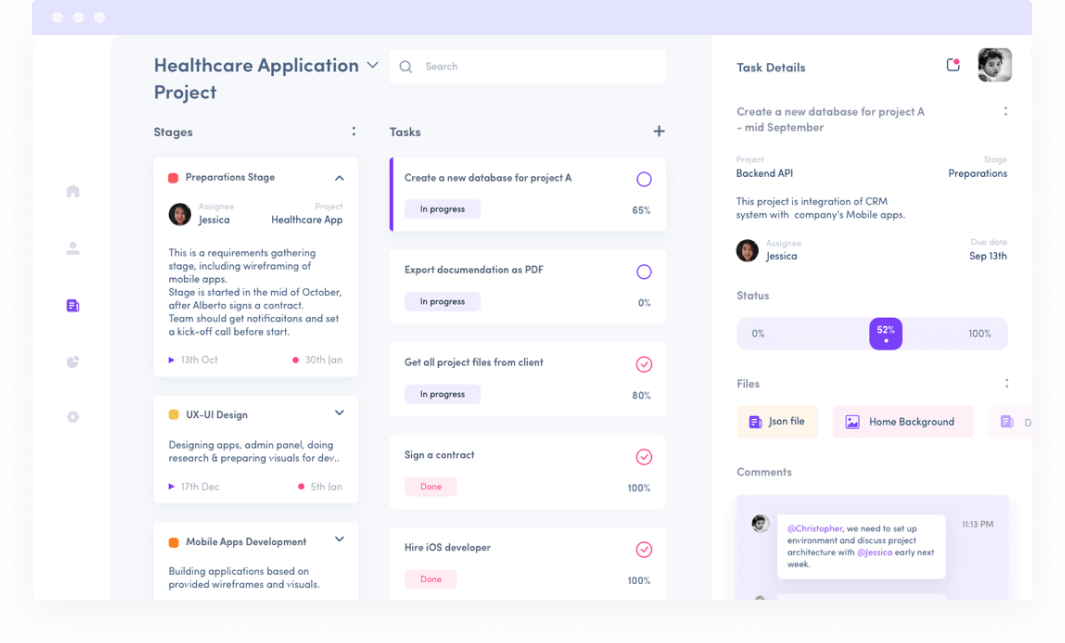 Healthcare Application
Project
Search
Stages
Preparations Stage
Assignee
Jessica
Project
Healthcare App
This is a requirements gathering
stage, including wireframing of
mobile apps.
Stage is started in the mid of October,
after Alberto signs a contract.
Team should get notificaitons and set
a kick-off call before start.
13th Oct
30th Jan
UX-UI Design
Designing apps, admin panel, doing
research & preparing visuals for dev..
17th Dec
5th Jan
Mobile Apps Development
Building applications based on
provided wireframes and visuals.
Tasks
Create a new database for project A
In progress
65%
Export documendation as PDF
In progress
0%
Get all project files from client
In progress
80%
Sign a contract
Done
100%
Hire iOS developer
Done
100%
Task Details
Create a new database for project A
- mid September
Project
Backend API
Stage
Preparations
This project is integration of CRM
system with company's Mobile apps.
Assignee
Jessica
Due date
Sep 13th
Status
0%
52%
100%
Files
Json file
Home Background
D
Comments
@Christopher, we need to set up
environment and discuss project
architecture with @Jessica early next
week.
11:13 PM